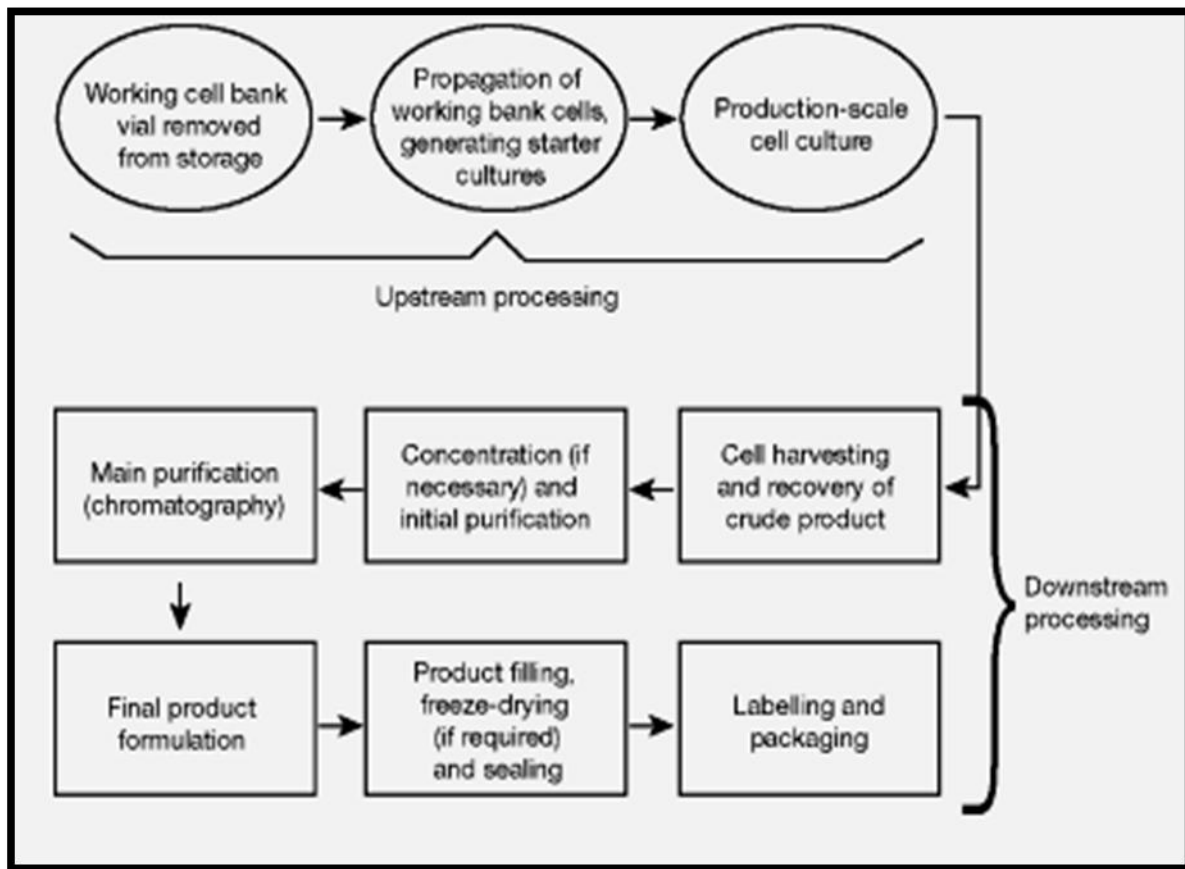 Working cell bank
vial removed
from storage
Propagation of
working bank cells,
generating starter
cultures
Production-scale
cell culture
Upstream processing
Cell harvesting
and recovery of
crude product
Concentration (if
necessary) and
initial purification
Main purification
(chromatography)
Downstream
processing
Final product
formulation
Product filling,
freeze-drying
(if required)
and sealing
Labelling and
packaging